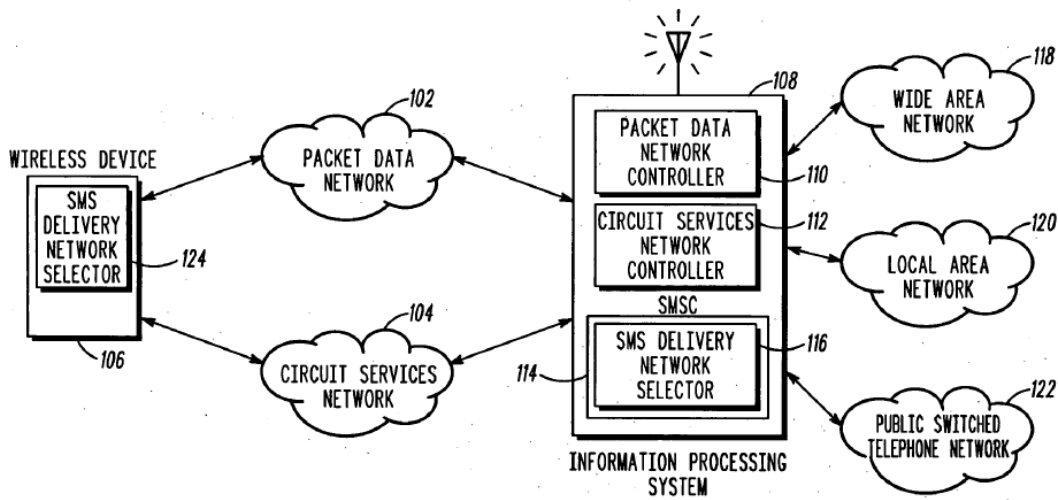 WIRELESS DEVICE
SMS
DELIVERY
NETWORK
SELECTOR
124
106
102
PACKET DATA
NETWORK
104
CIRCUIT SERVICES
NETWORK
108
PACKET DATA
NETWORK
CONTROLLER
110
CIRCUIT SERVICES
NETWORK
CONTROLLER
112
SMSC
114
SMS DELIVERY
NETWORK
SELECTOR
116
INFORMATION PROCESSING
SYSTEM
118
WIDE AREA
NETWORK
120
LOCAL AREA
NETWORK
122
PUBLIC SWITCHED
TELEPHONE NETWORK